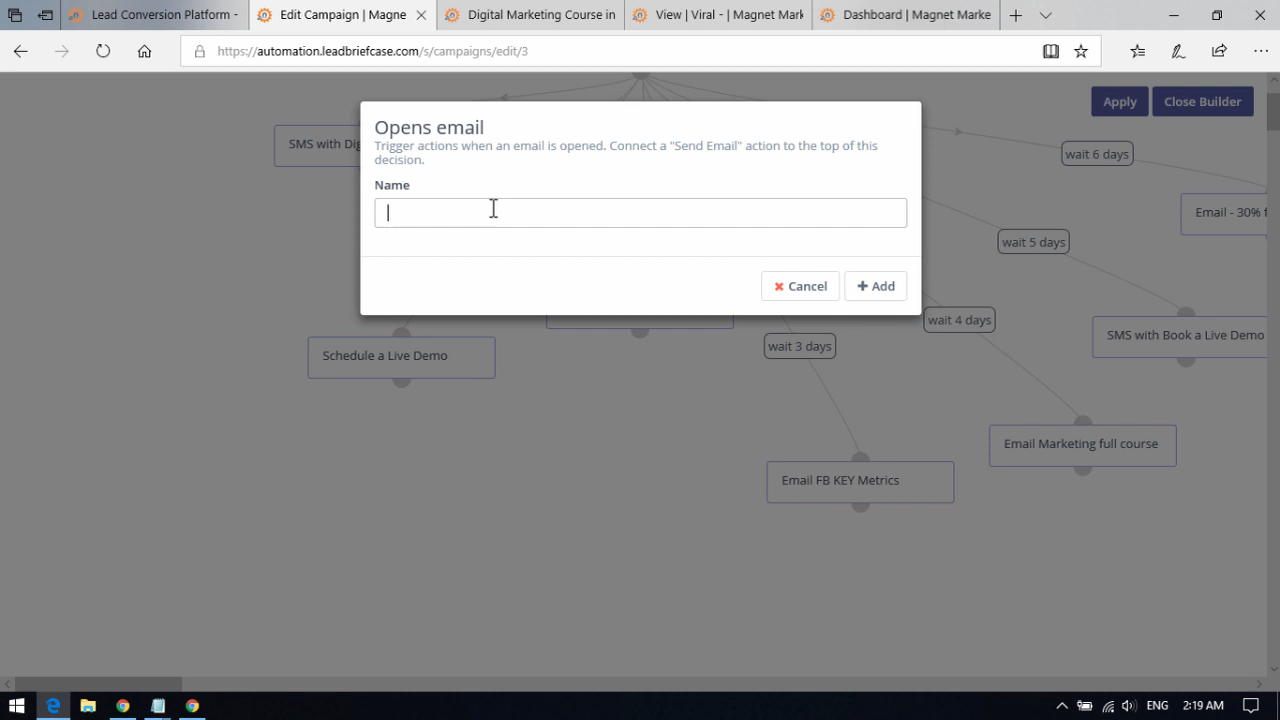 Lead Conversion Platform -
Edit Campaign | Magne
Digital Marketing Course in
View | Viral - | Magnet Mark
Dashboard | Magnet Marke
https://automation.leadbriefcase.com/s/campaigns/edit/3
Apply
Close Builder
Opens email
Trigger actions when an email is opened. Connect a "Send Email" action to the top of this
decision.
Name
Cancel
Add
SMS with Dig
wait 6 days
Email - 30% f
wait 5 days
wait 4 days
SMS with Book a Live Demo
wait 3 days
Schedule a Live Demo
Email Marketing full course
Email FB KEY Metrics
ENG
2:19 AM